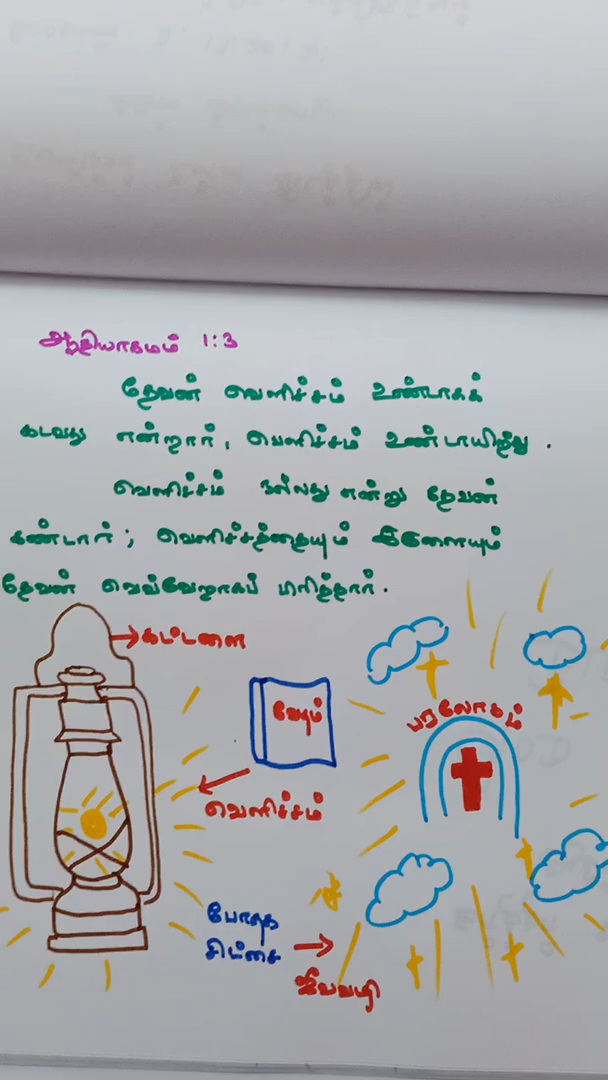 ஆதியாகமம் 1:3
தேவன் வெளிச்சம் உண்டாகக்
கடவது என்றார், வெளிச்சம் உண்டாயிற்று.
வெளிச்சம் நல்லது என்று தேவன்
கண்டார்; வெளிச்சத்தையும் இருளையும்
தேவன் வெவ்வேறாகப் பிரித்தார்.
கட்டளை
வேதம்
பரலோகம்
வெளிச்சம்
போதக
சிட்சை
ஜீவவழி